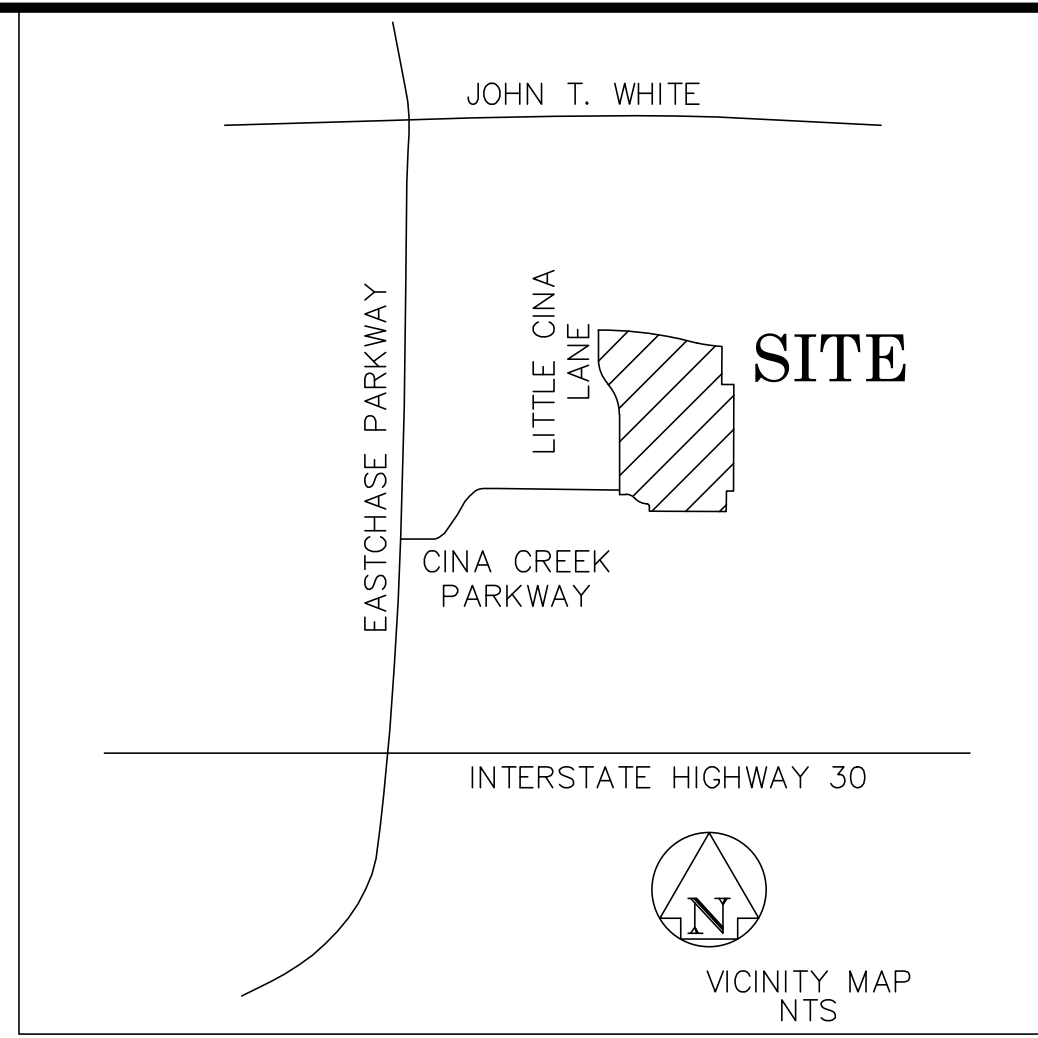 JOHN T. WHITE
LITTLE CINA
LANE
SITE
EASTCHASE PARKWAY
CINA CREEK
PARKWAY
INTERSTATE HIGHWAY 30
N
VICINITY MAP
NTS